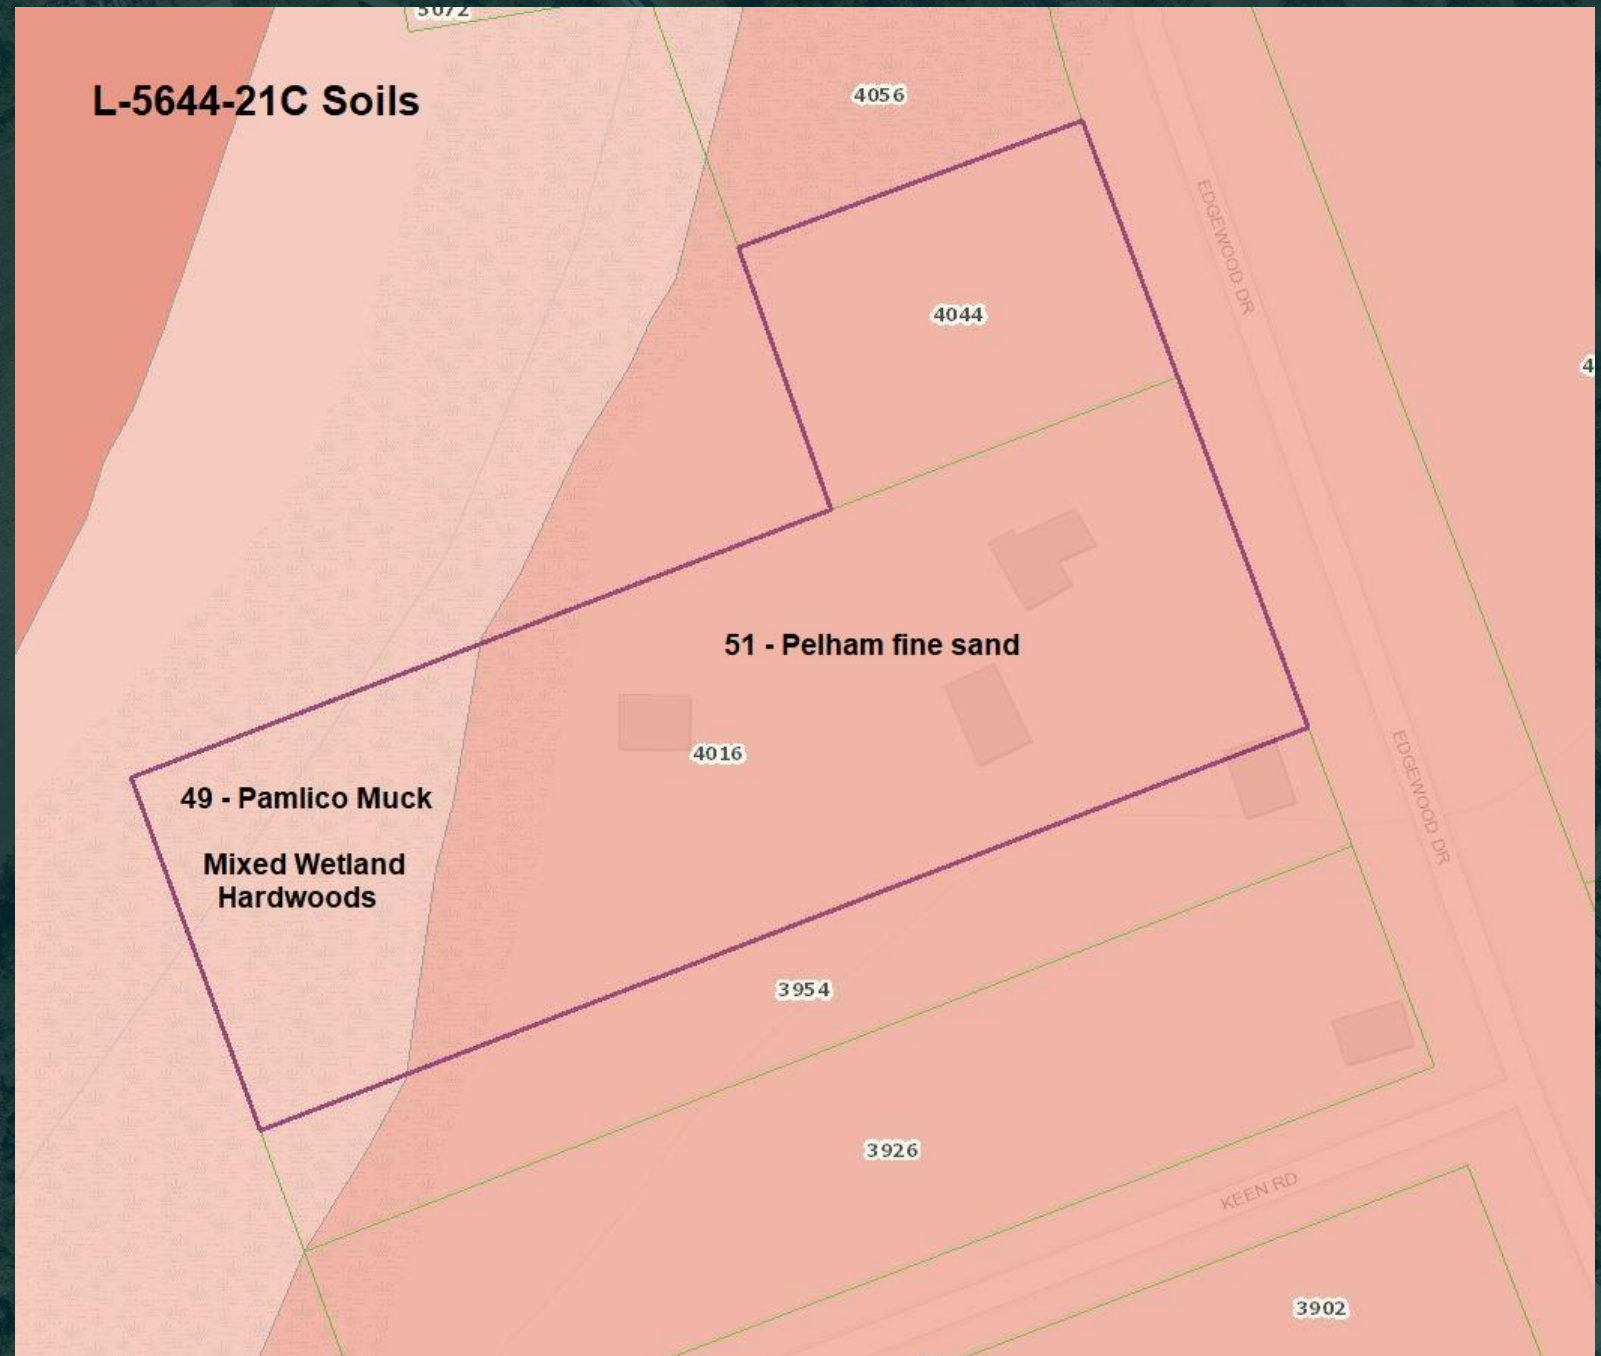 5672
L-5644-21C Soils
4056
EDGEWOOD DR
4044
51 - Pelham fine sand
4016
49 - Pamlico Muck
Mixed Wetland
Hardwoods
EDGEWOOD DR
3954
3926
KEEN RD
3902